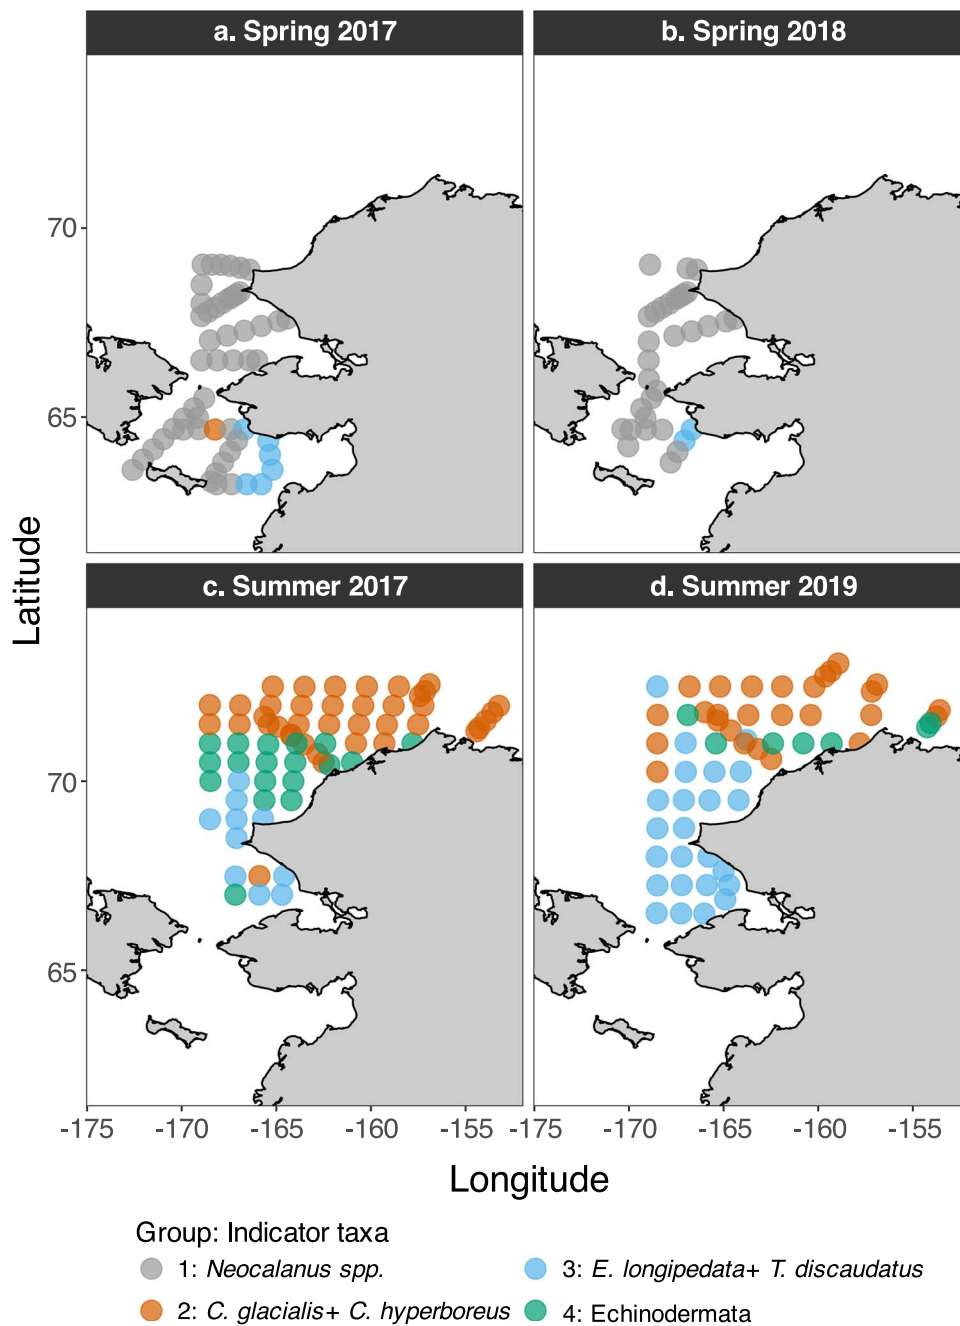 a. Spring 2017
b. Spring 2018
70
65
c. Summer 2017
d. Summer 2019
70
65
-175 -170 -165 -160 -155 -175 -170 -165 -160 -155
Latitude
Longitude
Group: Indicator taxa
1: Neocalanus spp.
3: E. longipedata+ T. discaudatus
2: C. glacialis+ C. hyperboreus
4: Echinodermata